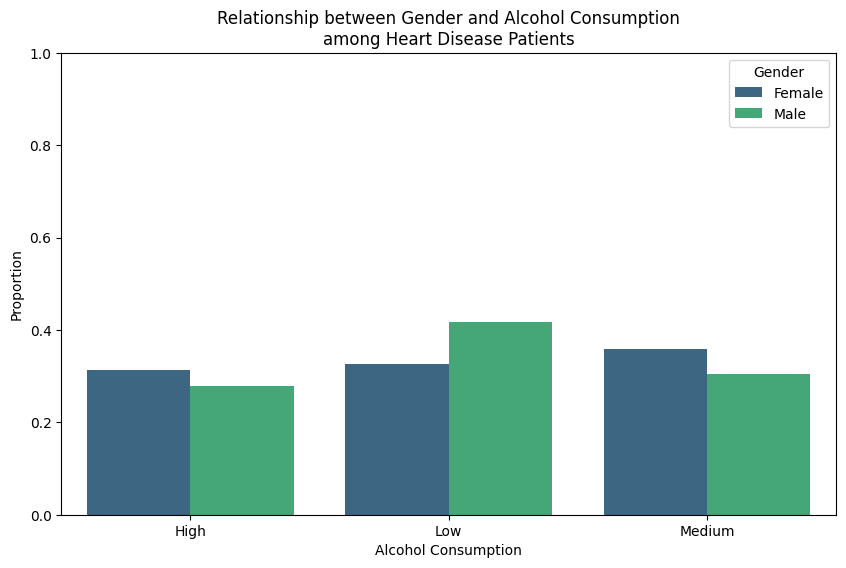 Relationship between Gender and Alcohol Consumption
among Heart Disease Patients
1.0
0.8
0.6
0.4
0.2
0.0
Proportion
Gender
Female
Male
High
Low
Medium
Alcohol Consumption